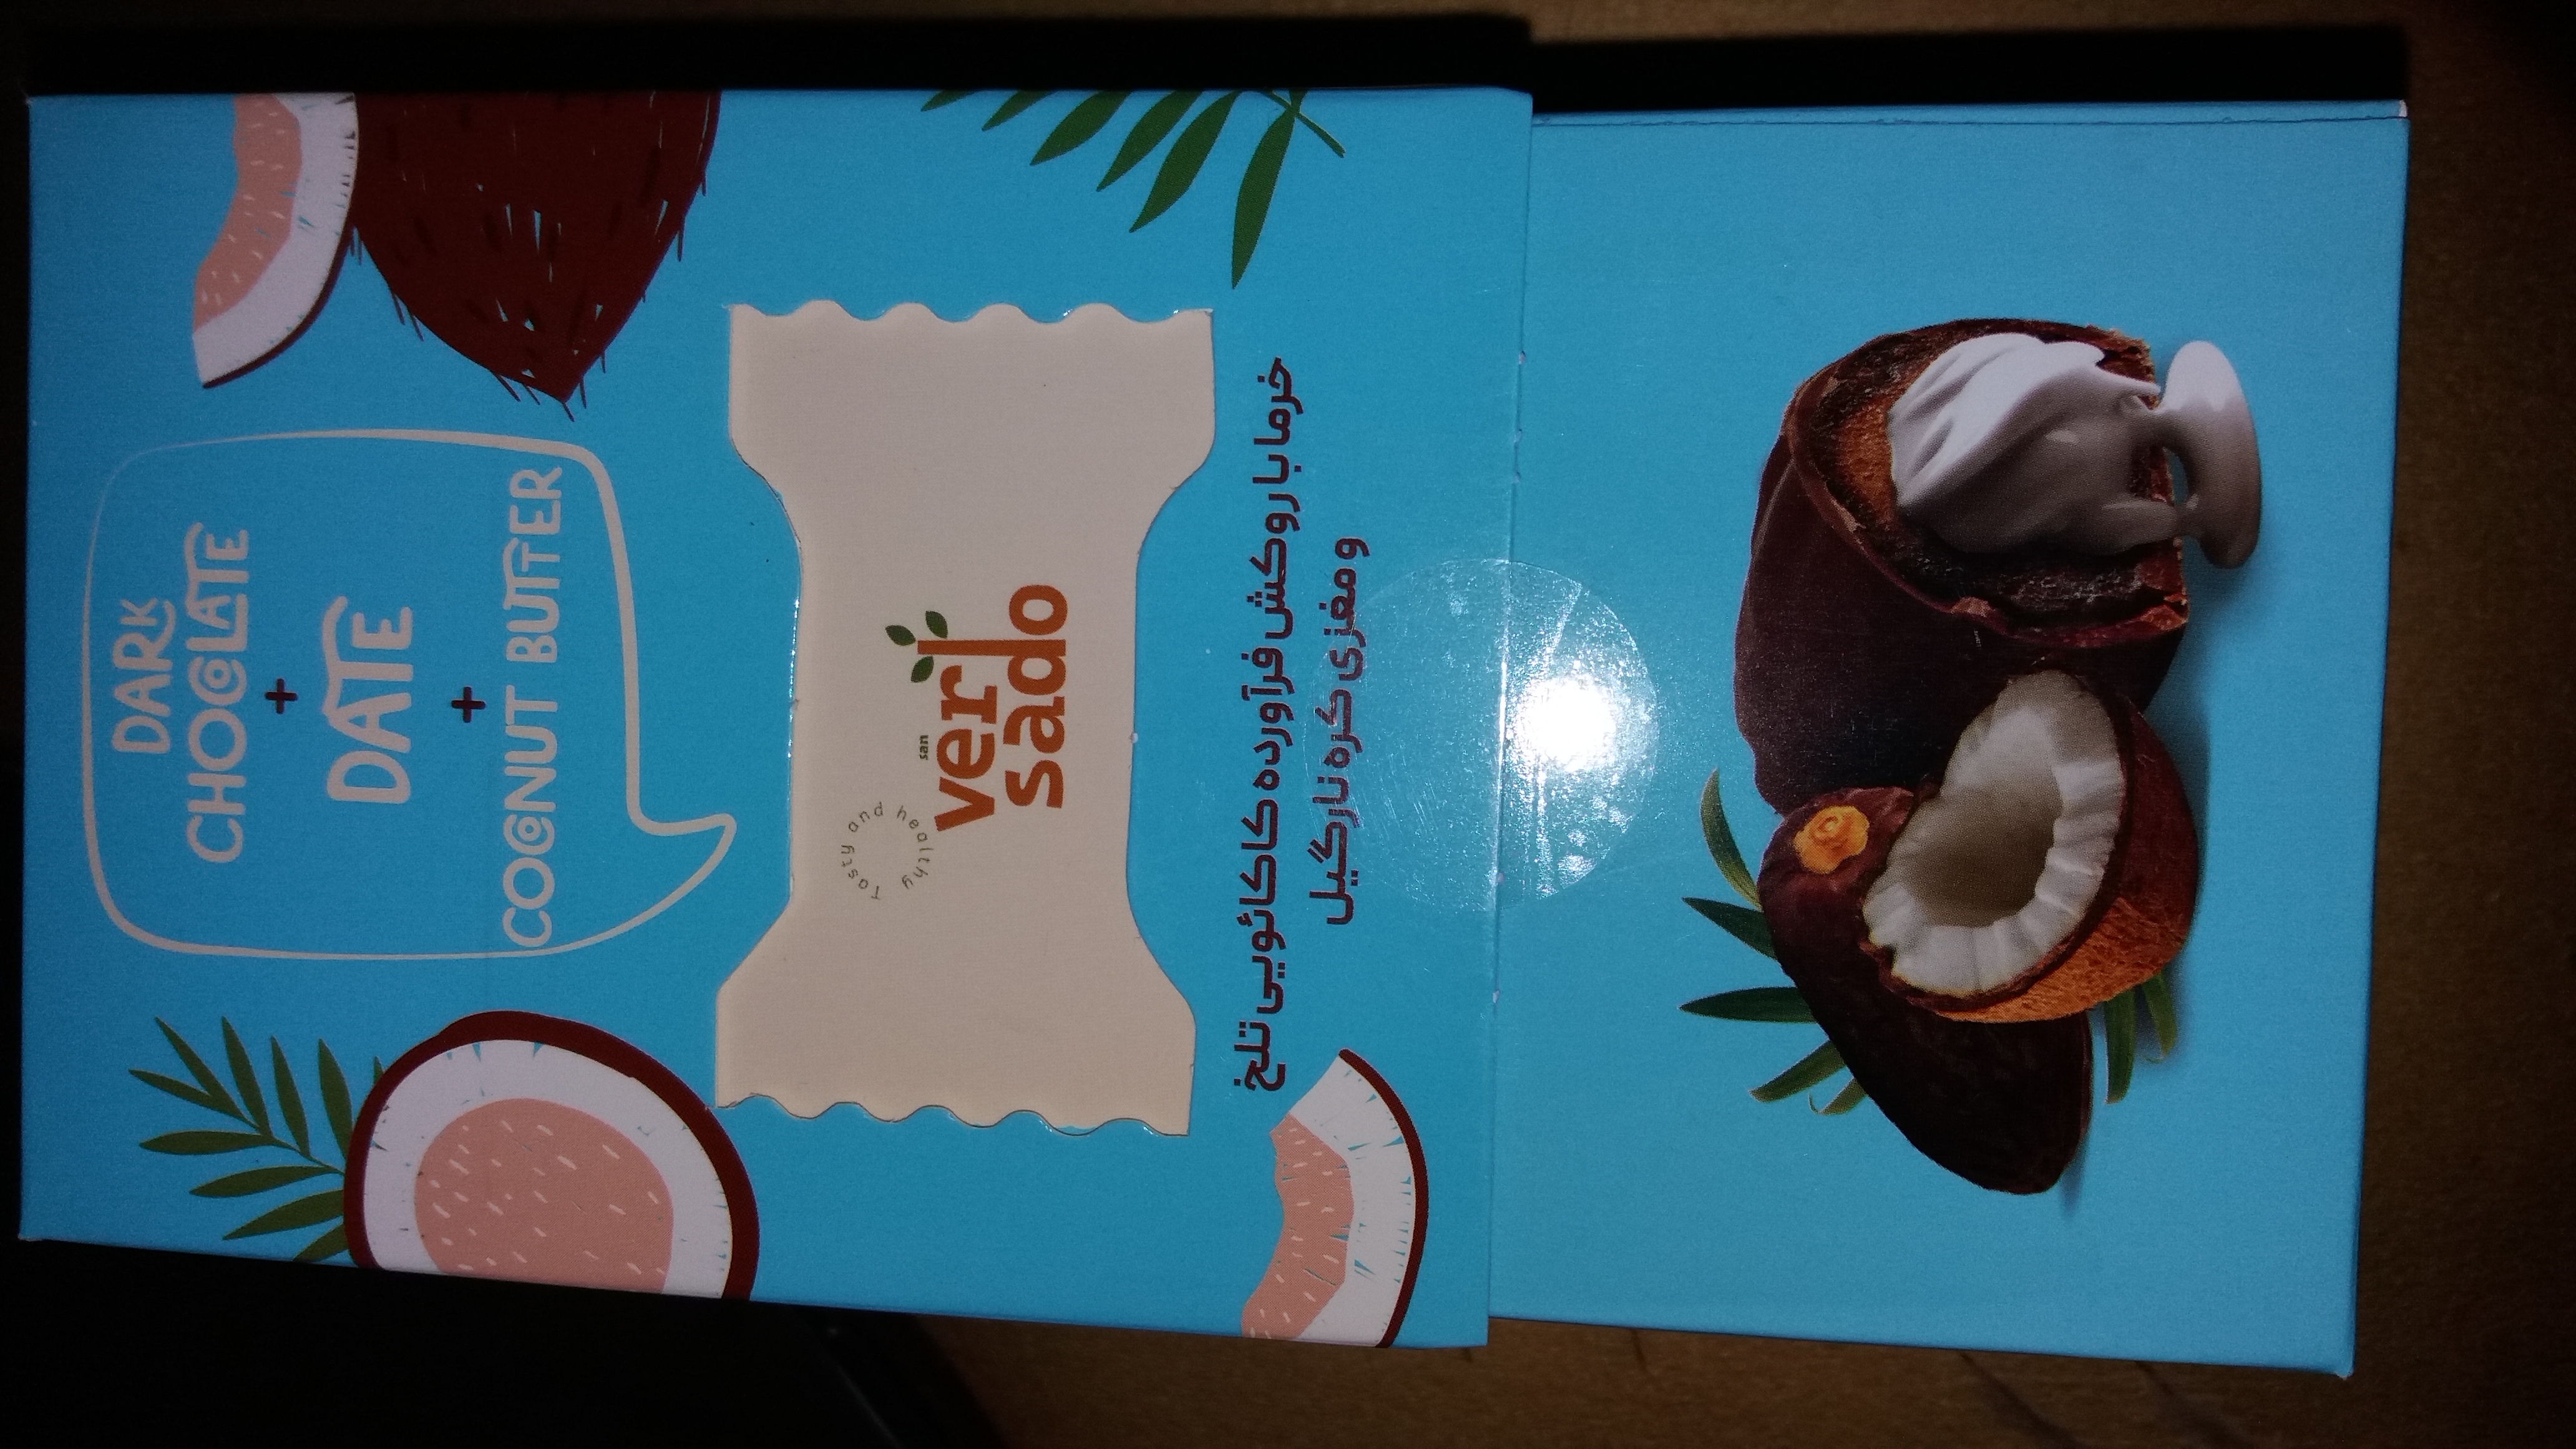 DARK
CHOCOLATE
+
DATE
+
COCONUT BUTTER
Tasty and healthy
san
veri
sado
خرما با روکش فرآورده کاکائویی تلخ
و مغزی کره نارگیل